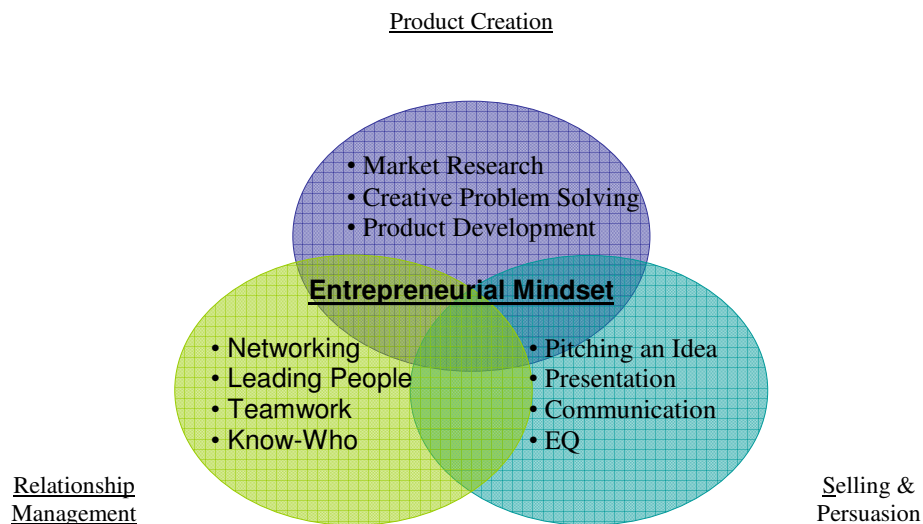 Product Creation
• Market Research
• Creative Problem Solving
• Product Development
Entrepreneurial Mindset
• Networking
• Leading People
• Teamwork
• Know-Who
• Pitching an Idea
• Presentation
• Communication
• EQ
Relationship
Management
Selling &
Persuasion